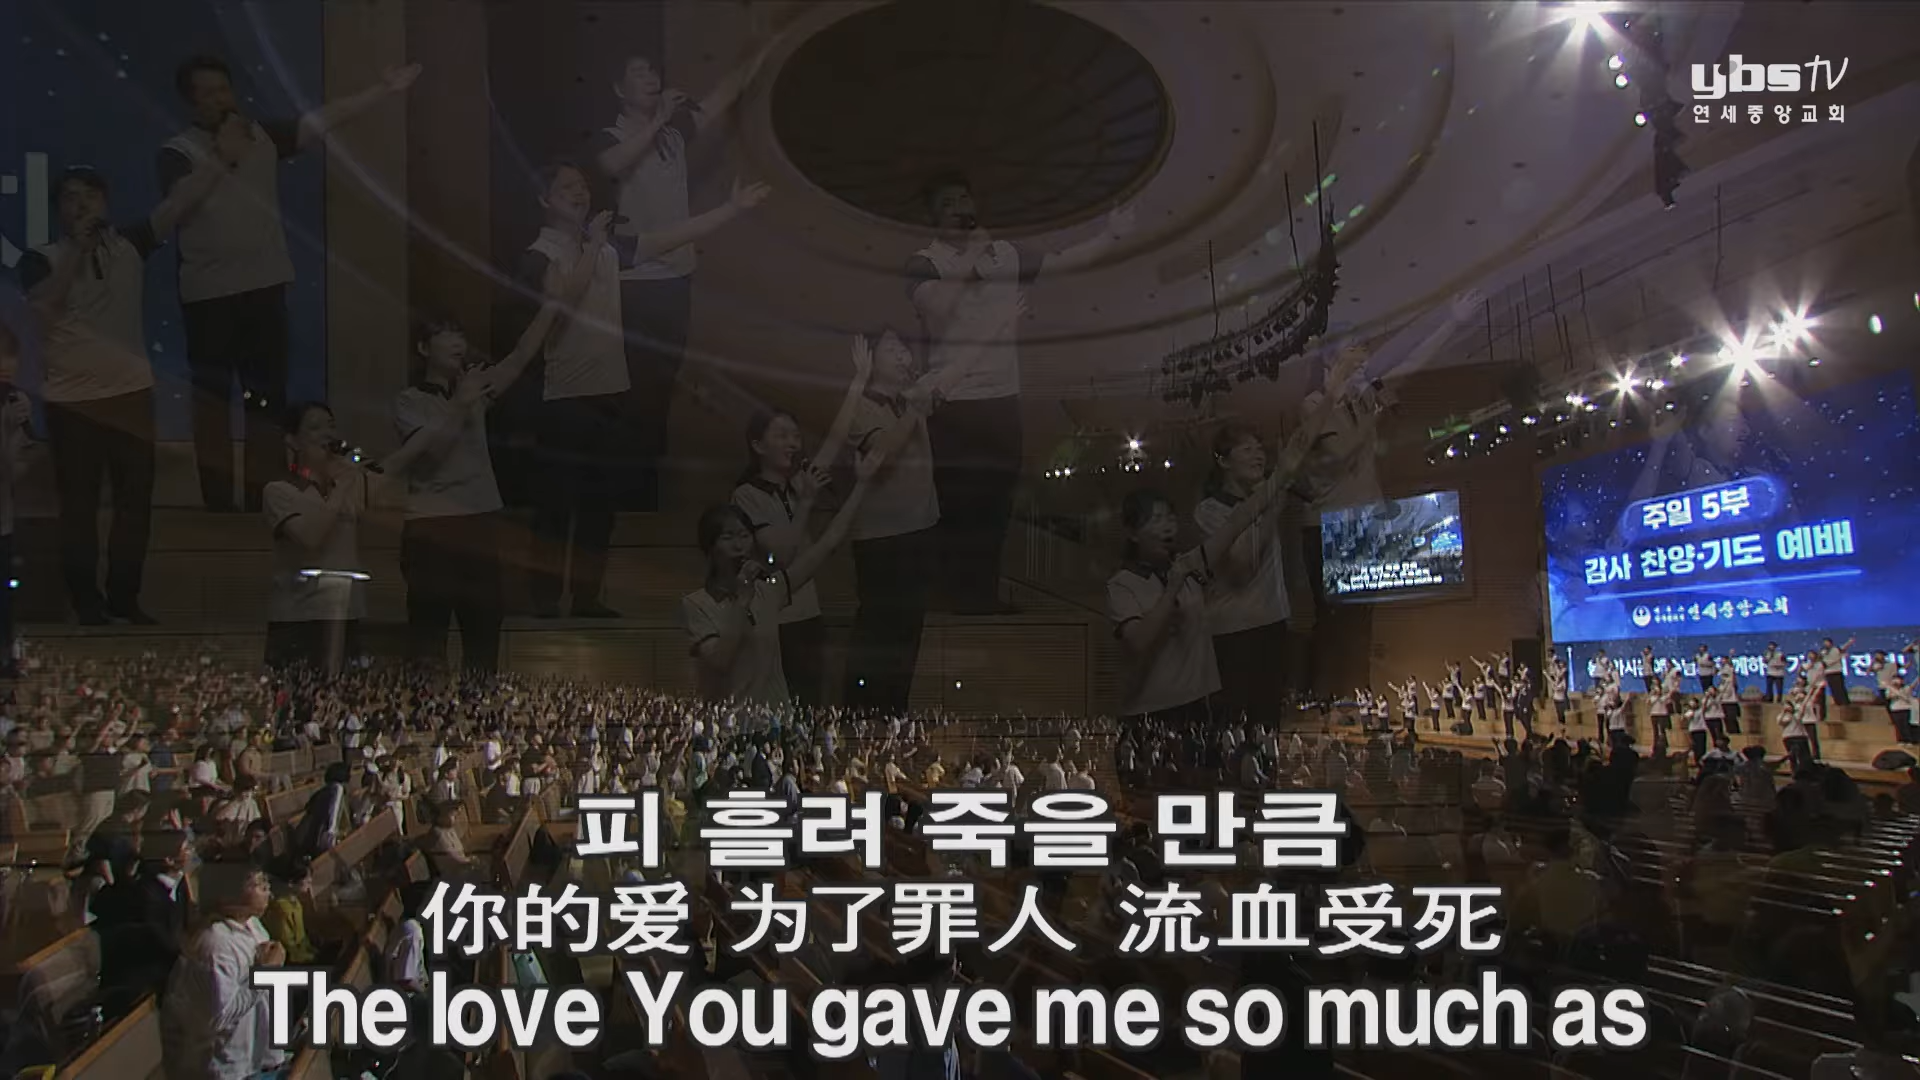 ybstv
연세중앙교회
주일 5부
감사 찬양·기도 예배
연세중앙교회
피 흘려 죽을 만큼
你的爱 为了罪人 流血受死
The love You gave me so much as